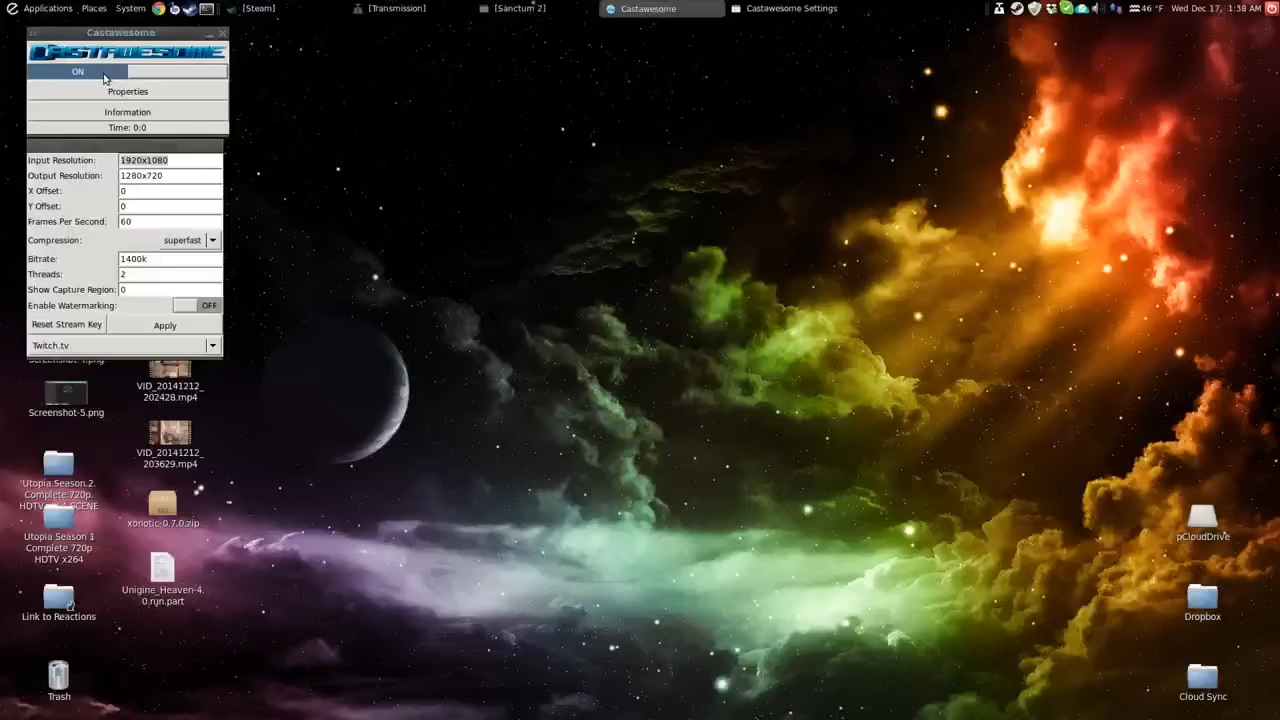 Applications Places System [Steam] [Transmission] [Sanctum 2] Castawesome Castawesome Settings 46 °F Wed Dec 17, 1:38 AM
Castawesome
CASTAWESOME
ON
Properties
Information
Time: 0:0
Input Resolution: 1920x1080
Output Resolution: 1280x720
X Offset: 0
Y Offset: 0
Frames Per Second: 60
Compression: superfast
Bitrate: 1400k
Threads: 2
Show Capture Region: 0
Enable Watermarking: OFF
Reset Stream Key Apply
Twitch.tv
VID_20141212_
202428.mp4
Screenshot-5.png
VID_20141212_
203629.mp4
Utopia.Season.2.
Complete.720p.
xonotic-0.7.0.zip
Utopia Season 1
Complete 720p
HDTV x264
Unigine_Heaven-4.
0.run.part
Link to Reactions
Trash
pCloudDrive
Dropbox
Cloud Sync